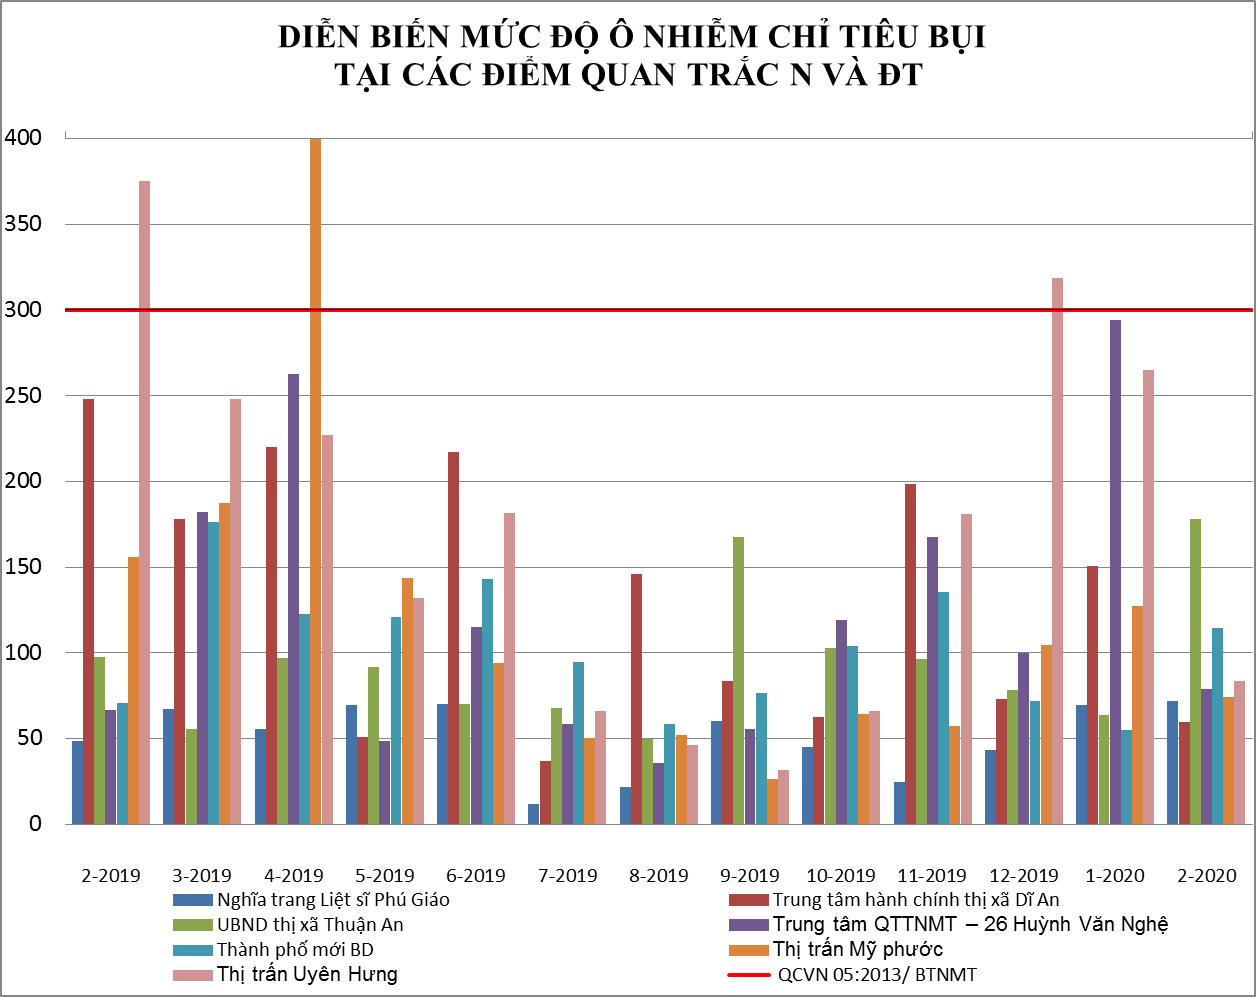 DIỄN BIẾN MỨC ĐỘ Ô NHIỄM CHỈ TIÊU BỤI
TẠI CÁC ĐIỂM QUAN TRẮC N VÀ ĐT
400
350
300
250
200
150
100
50
0
2-2019 3-2019 4-2019 5-2019 6-2019 7-2019 8-2019 9-2019 10-2019 11-2019 12-2019 1-2020 2-2020
Nghĩa trang Liệt sĩ Phú Giáo Trung tâm hành chính thị xã Dĩ An
UBND thị xã Thuận An Trung tâm QTTNMT – 26 Huỳnh Văn Nghệ
Thành phố mới BD Thị trấn Mỹ phước
Thị trấn Uyên Hưng QCVN 05:2013/ BTNMT